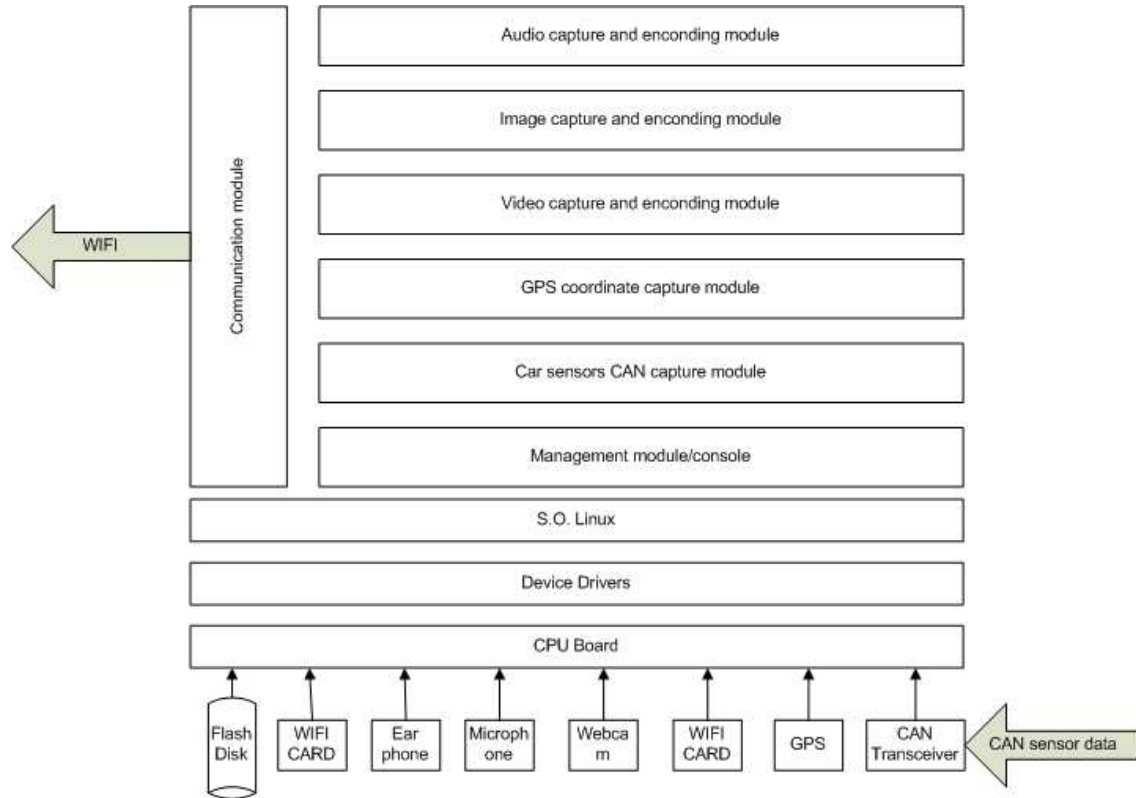 Audio capture and enconding module
Image capture and enconding module
Video capture and enconding module
GPS coordinate capture module
Car sensors CAN capture module
Management module/console
Communication module
WIFI
S.O. Linux
Device Drivers
CPU Board
Flash
Disk
WIFI
CARD
Ear
phone
Microph
one
Webca
m
WIFI
CARD
GPS
CAN
Transceiver
CAN sensor data